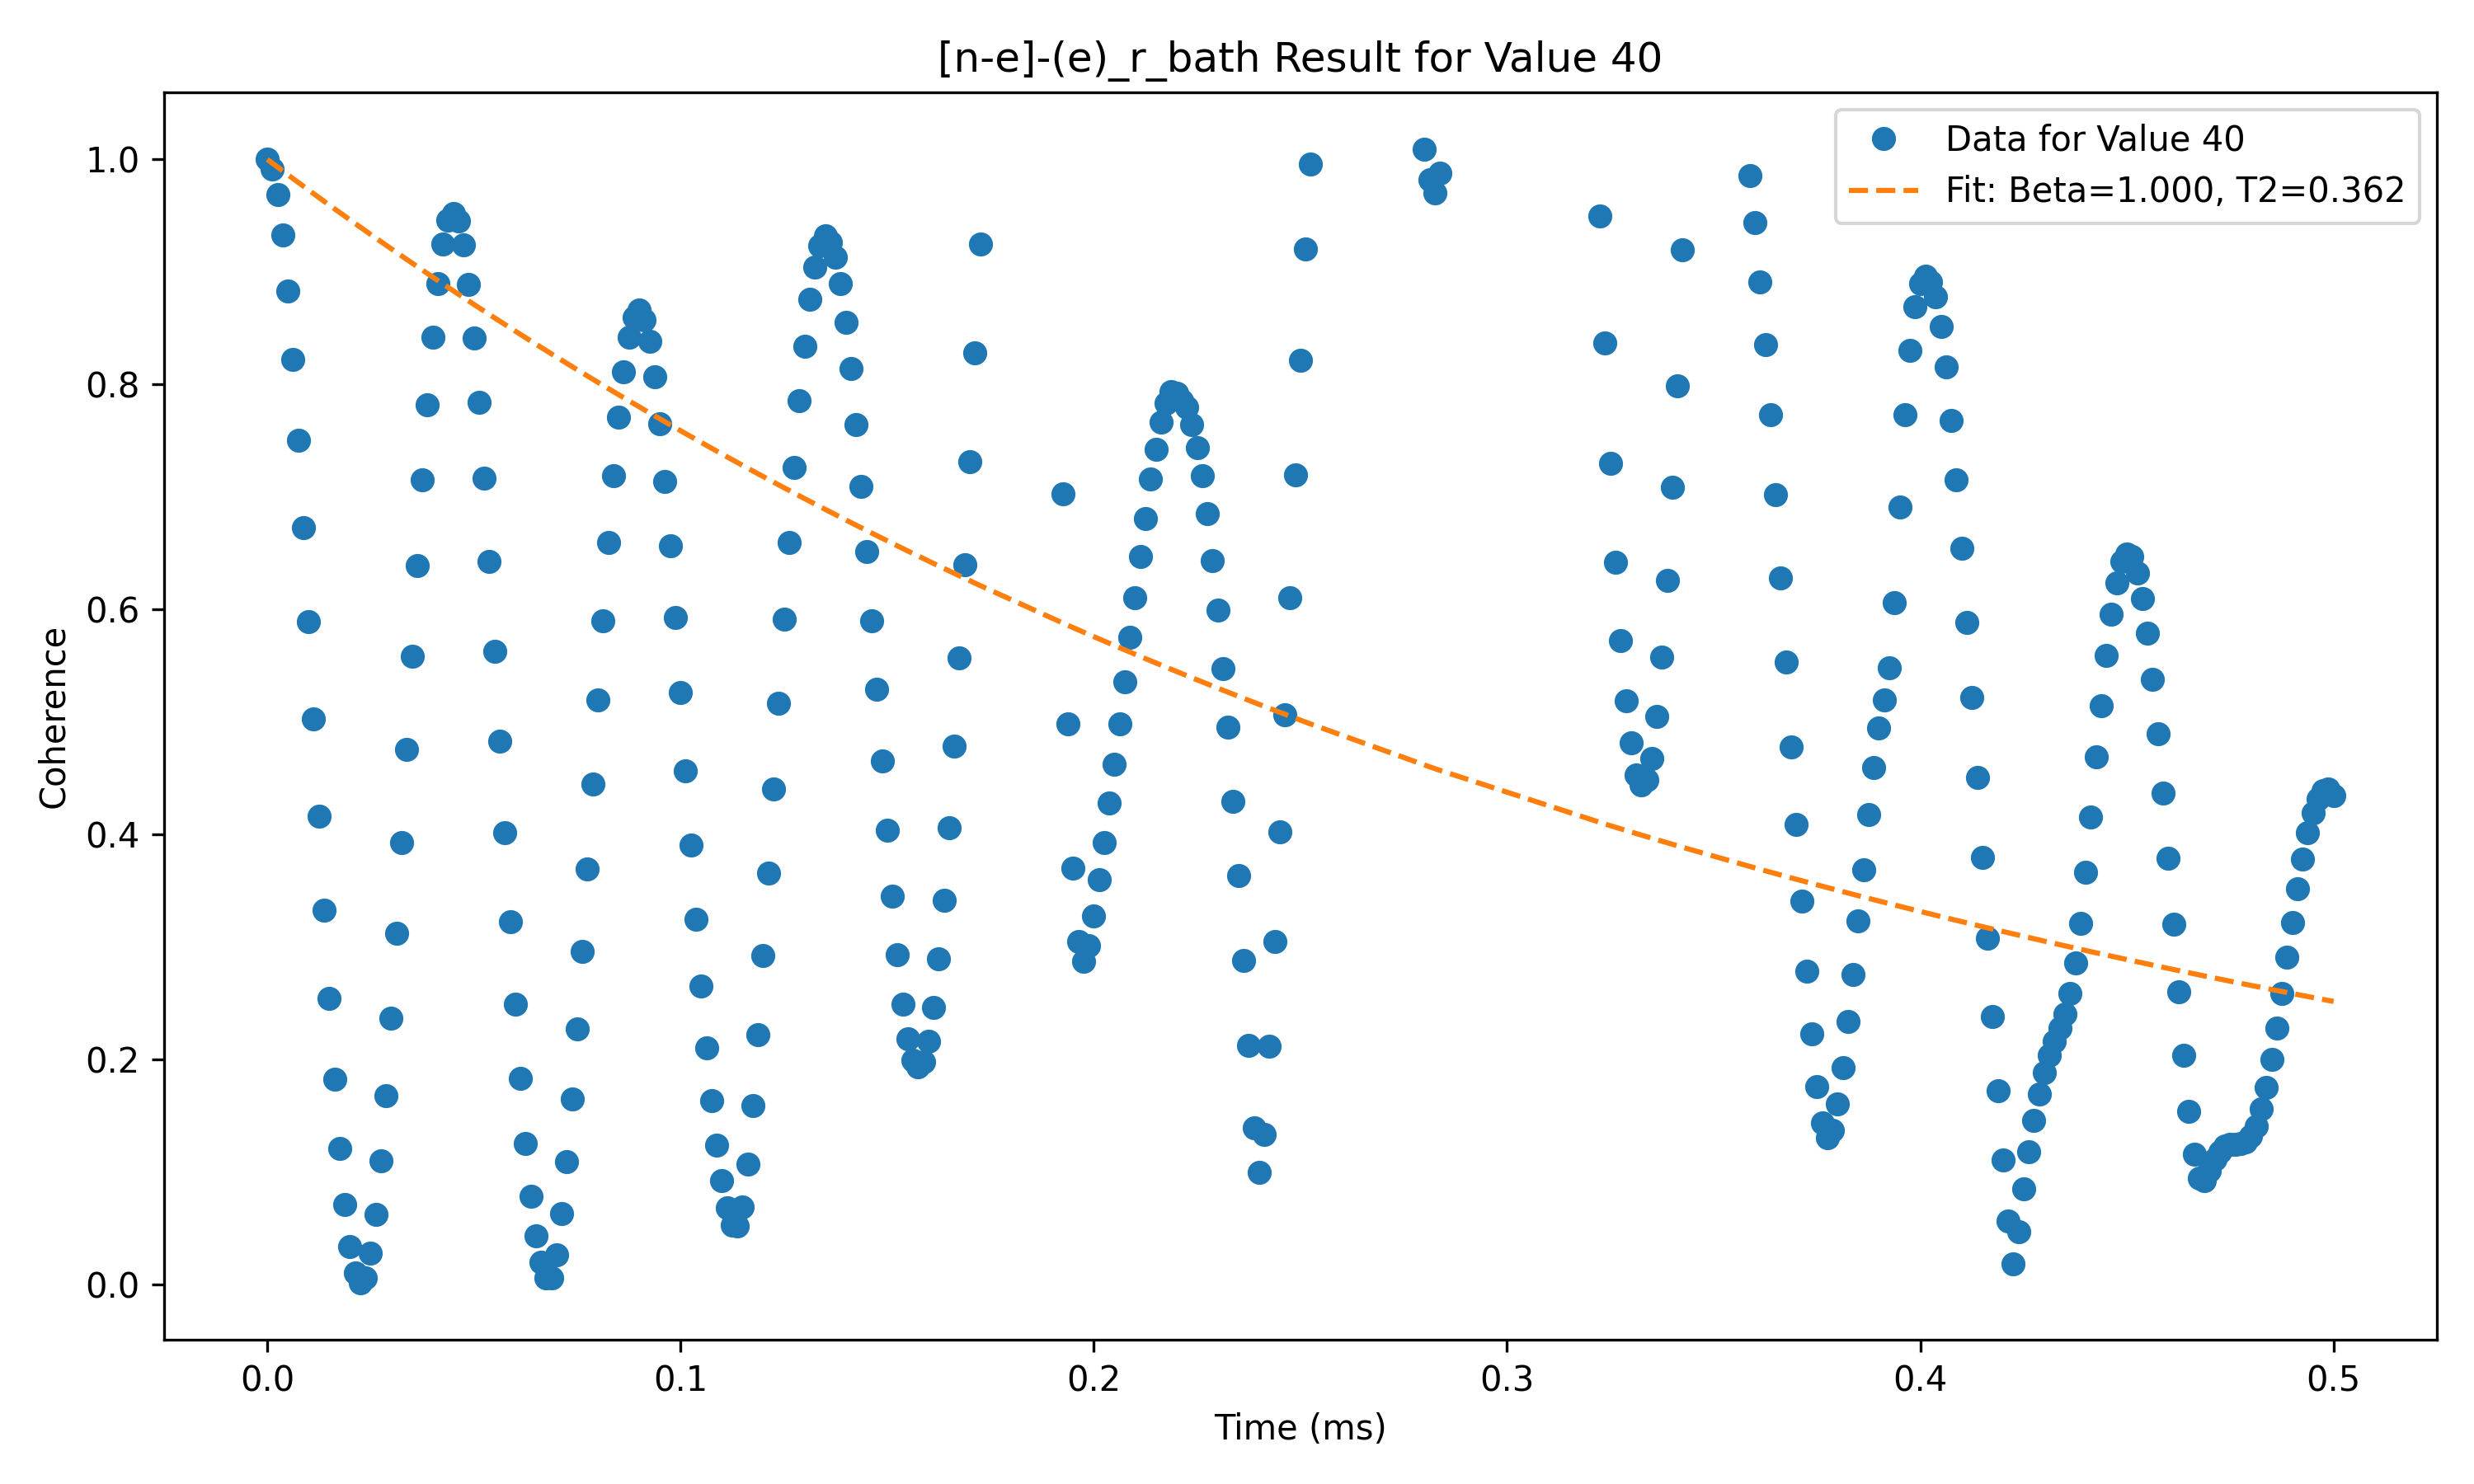 [n-e]-(e)_r_bath Result for Value 40
Data for Value 40
Fit: Beta=1.000, T2=0.362
Coherence
1.0
0.8
0.6
0.4
0.2
0.0
0.0 0.1 0.2 0.3 0.4 0.5
Time (ms)